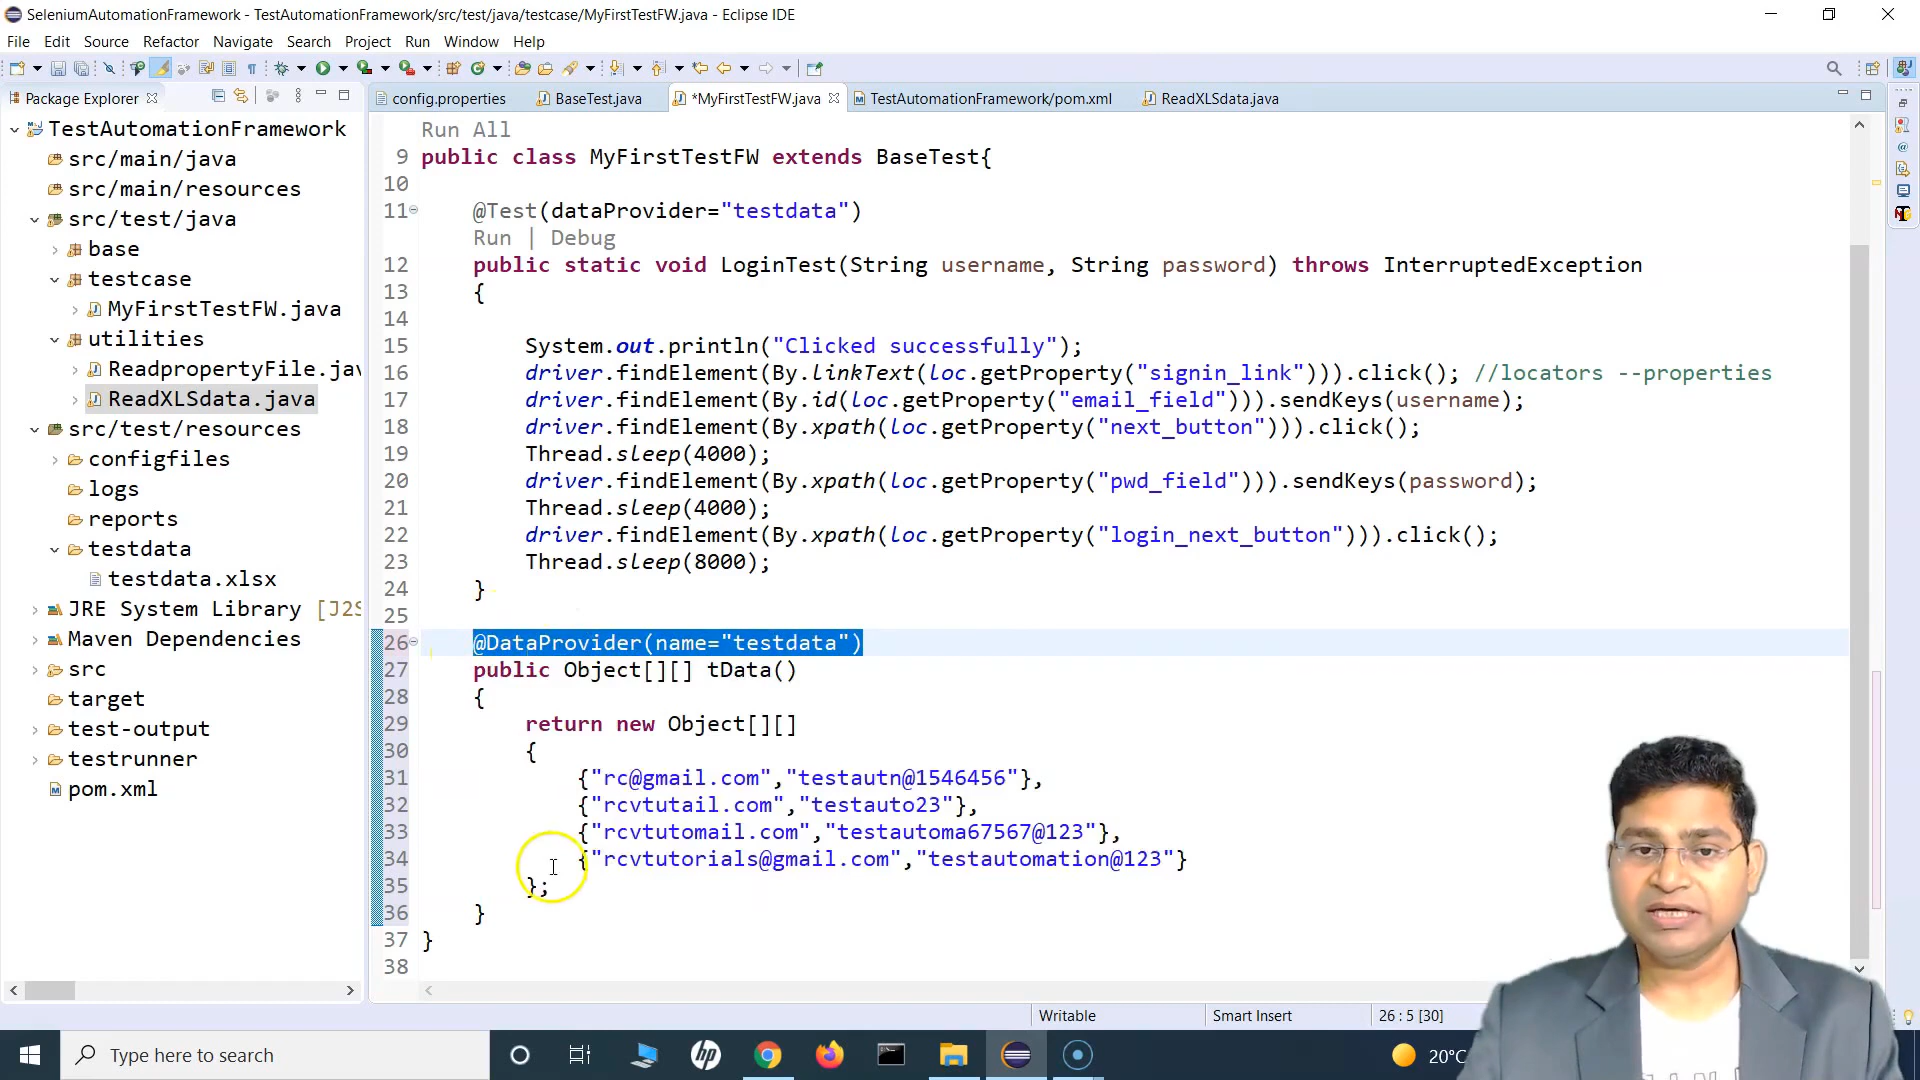 SeleniumAutomationFramework - TestAutomationFramework/src/test/java/testcase/MyFirstTestFW.java - Eclipse IDE
File Edit Source Refactor Navigate Search Project Run Window Help
Package Explorer
TestAutomationFramework
src/main/java
src/main/resources
src/test/java
base
testcase
MyFirstTestFW.java
utilities
ReadpropertyFile.jav
ReadXLSdata.java
src/test/resources
configfiles
logs
reports
testdata
testdata.xlsx
JRE System Library [J2S
Maven Dependencies
src
target
test-output
testrunner
pom.xml
config.properties BaseTest.java *MyFirstTestFW.java TestAutomationFramework/pom.xml ReadXLSdata.java
Run All
9 public class MyFirstTestFW extends BaseTest{
10
11 @Test(dataProvider="testdata")
Run | Debug
12 public static void LoginTest(String username, String password) throws InterruptedException
13 {
14
15 System.out.println("Clicked successfully");
16 driver.findElement(By.linkText(loc.getProperty("signin_link"))).click(); //locators --properties
17 driver.findElement(By.id(loc.getProperty("email_field"))).sendKeys(username);
18 driver.findElement(By.xpath(loc.getProperty("next_button"))).click();
19 Thread.sleep(4000);
20 driver.findElement(By.xpath(loc.getProperty("pwd_field"))).sendKeys(password);
21 Thread.sleep(4000);
22 driver.findElement(By.xpath(loc.getProperty("login_next_button"))).click();
23 Thread.sleep(8000);
24 }
25
26 @DataProvider(name="testdata")
27 public Object[][] tData()
28 {
29 return new Object[][]
30 {
31 {"rc@gmail.com","testautn@1546456"},
32 {"rcvtutail.com","testauto23"},
33 {"rcvtutomail.com","testautoma67567@123"},
34 {"rcvtutorials@gmail.com","testautomation@123"}
35 };
36 }
37 }
38
Writable Smart Insert 26 : 5 [30]
Type here to search
20°C